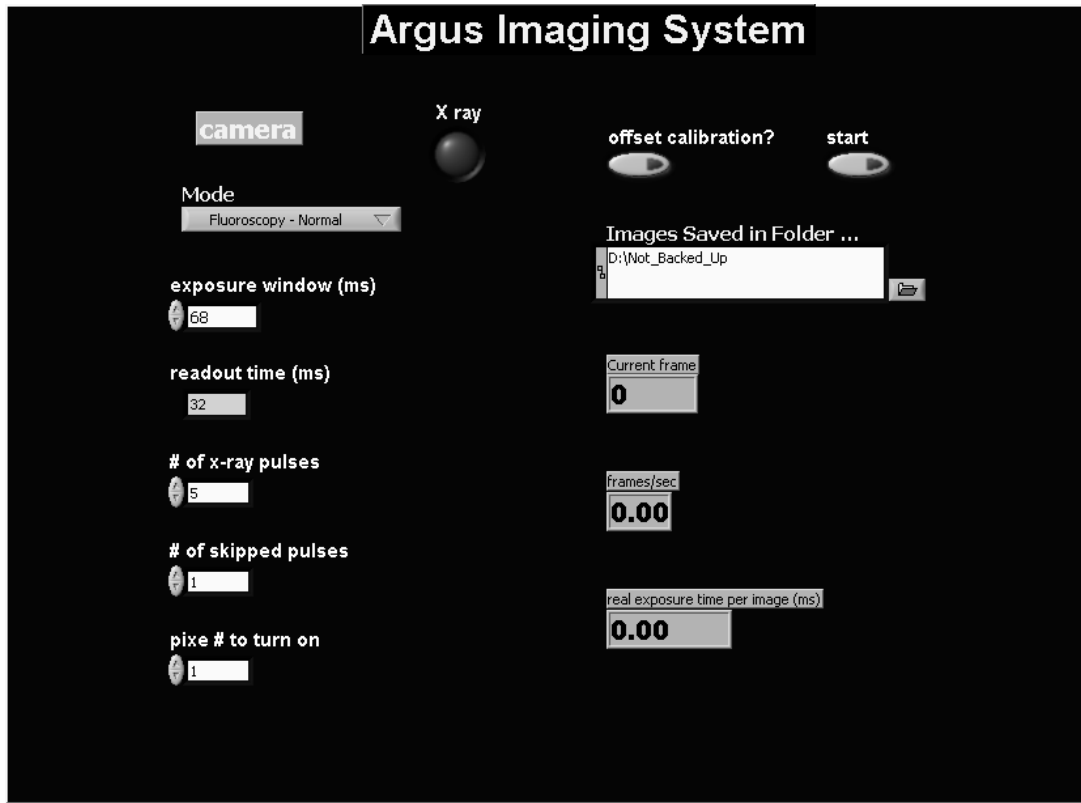 Argus Imaging System
camera
X ray
offset calibration?
start
Mode
Fluoroscopy - Normal
Images Saved in Folder ...
D:\Not_Backed_Up
exposure window (ms)
68
readout time (ms)
32
Current frame
0
# of x-ray pulses
5
frames/sec
0.00
# of skipped pulses
1
real exposure time per image (ms)
0.00
pixe # to turn on
1